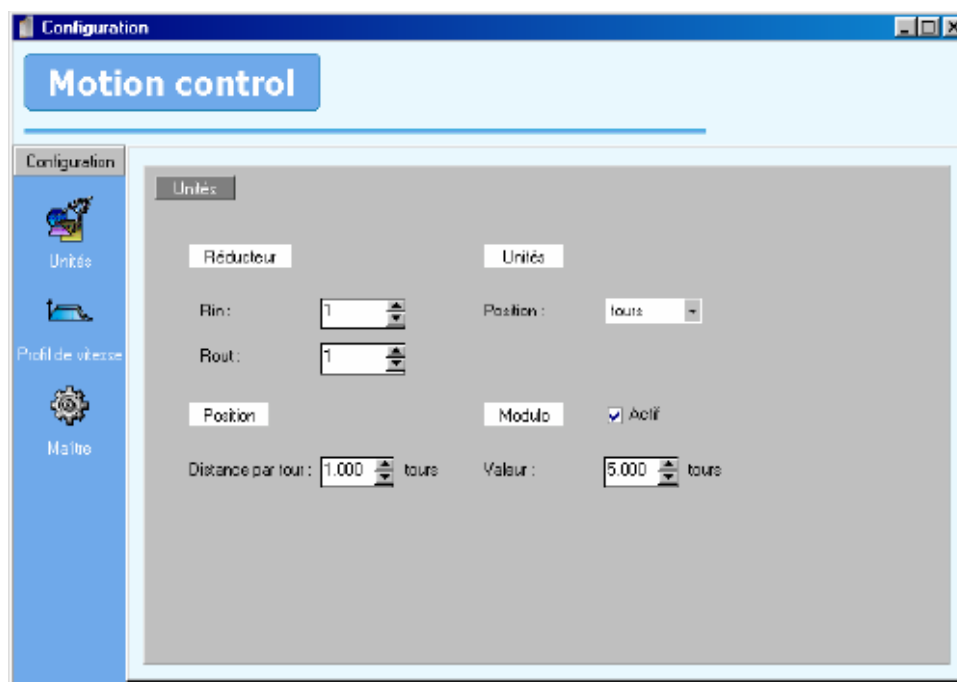 Configuration
Motion control
Configuration
Unités
Profil de vitesse
Maître
Unités
Réducteur
Unités
Rin : 1
Position : tours
Rout : 1
Position
Modulo
Actif
Distance par tour : 1.000 tours
Valeur : 5.000 tours